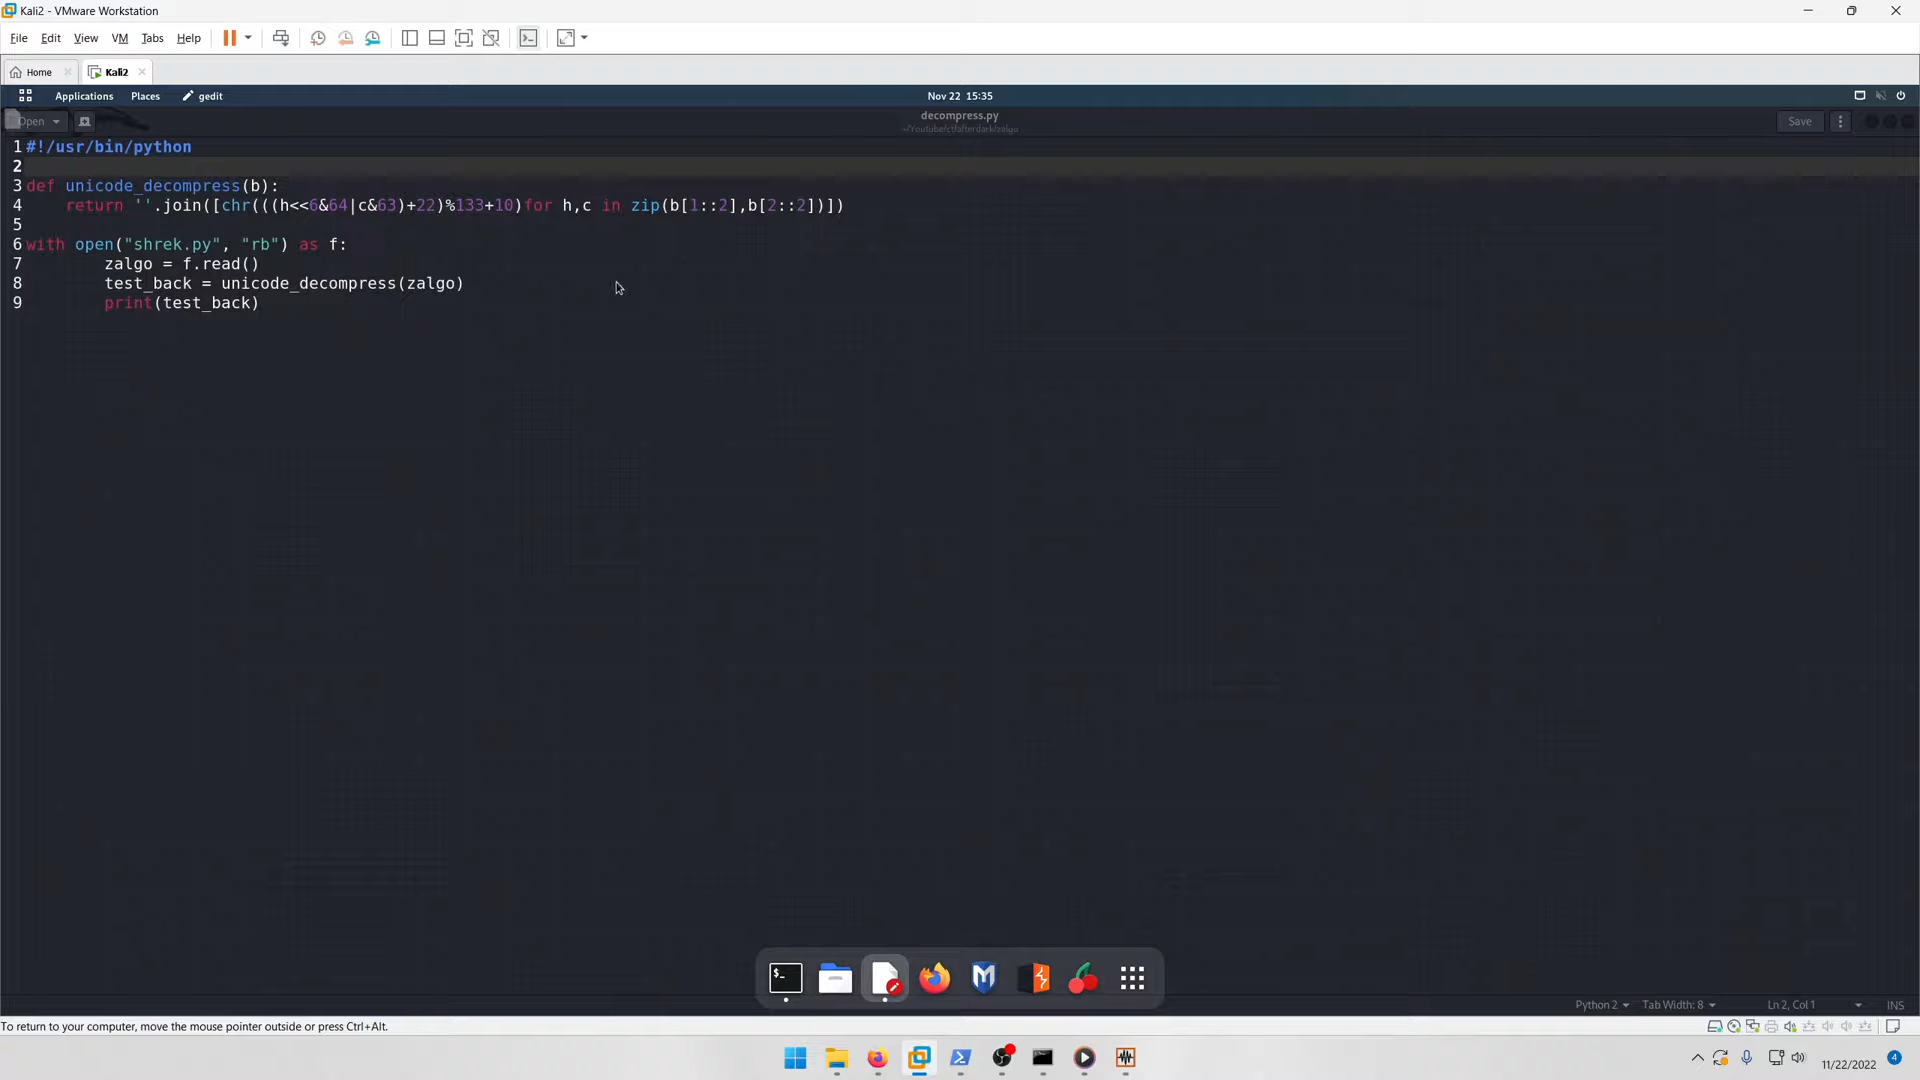 Kali2 - VMware Workstation
File Edit View VM Tabs Help
Home Kali2
Applications Places gedit Nov 22 15:35
Open decompress.py Save
~/Youtube/ctfafterdark/zalgo
1 #!/usr/bin/python
2
3 def unicode_decompress(b):
4     return ''.join([chr(((h<<6&64|c&63)+22)%133+10)for h,c in zip(b[1::2],b[2::2])])
5
6 with open("shrek.py", "rb") as f:
7         zalgo = f.read()
8         test_back = unicode_decompress(zalgo)
9         print(test_back)
$_
Python 2 Tab Width: 8 Ln 2, Col 1 INS
To return to your computer, move the mouse pointer outside or press Ctrl+Alt.
11/22/2022 4